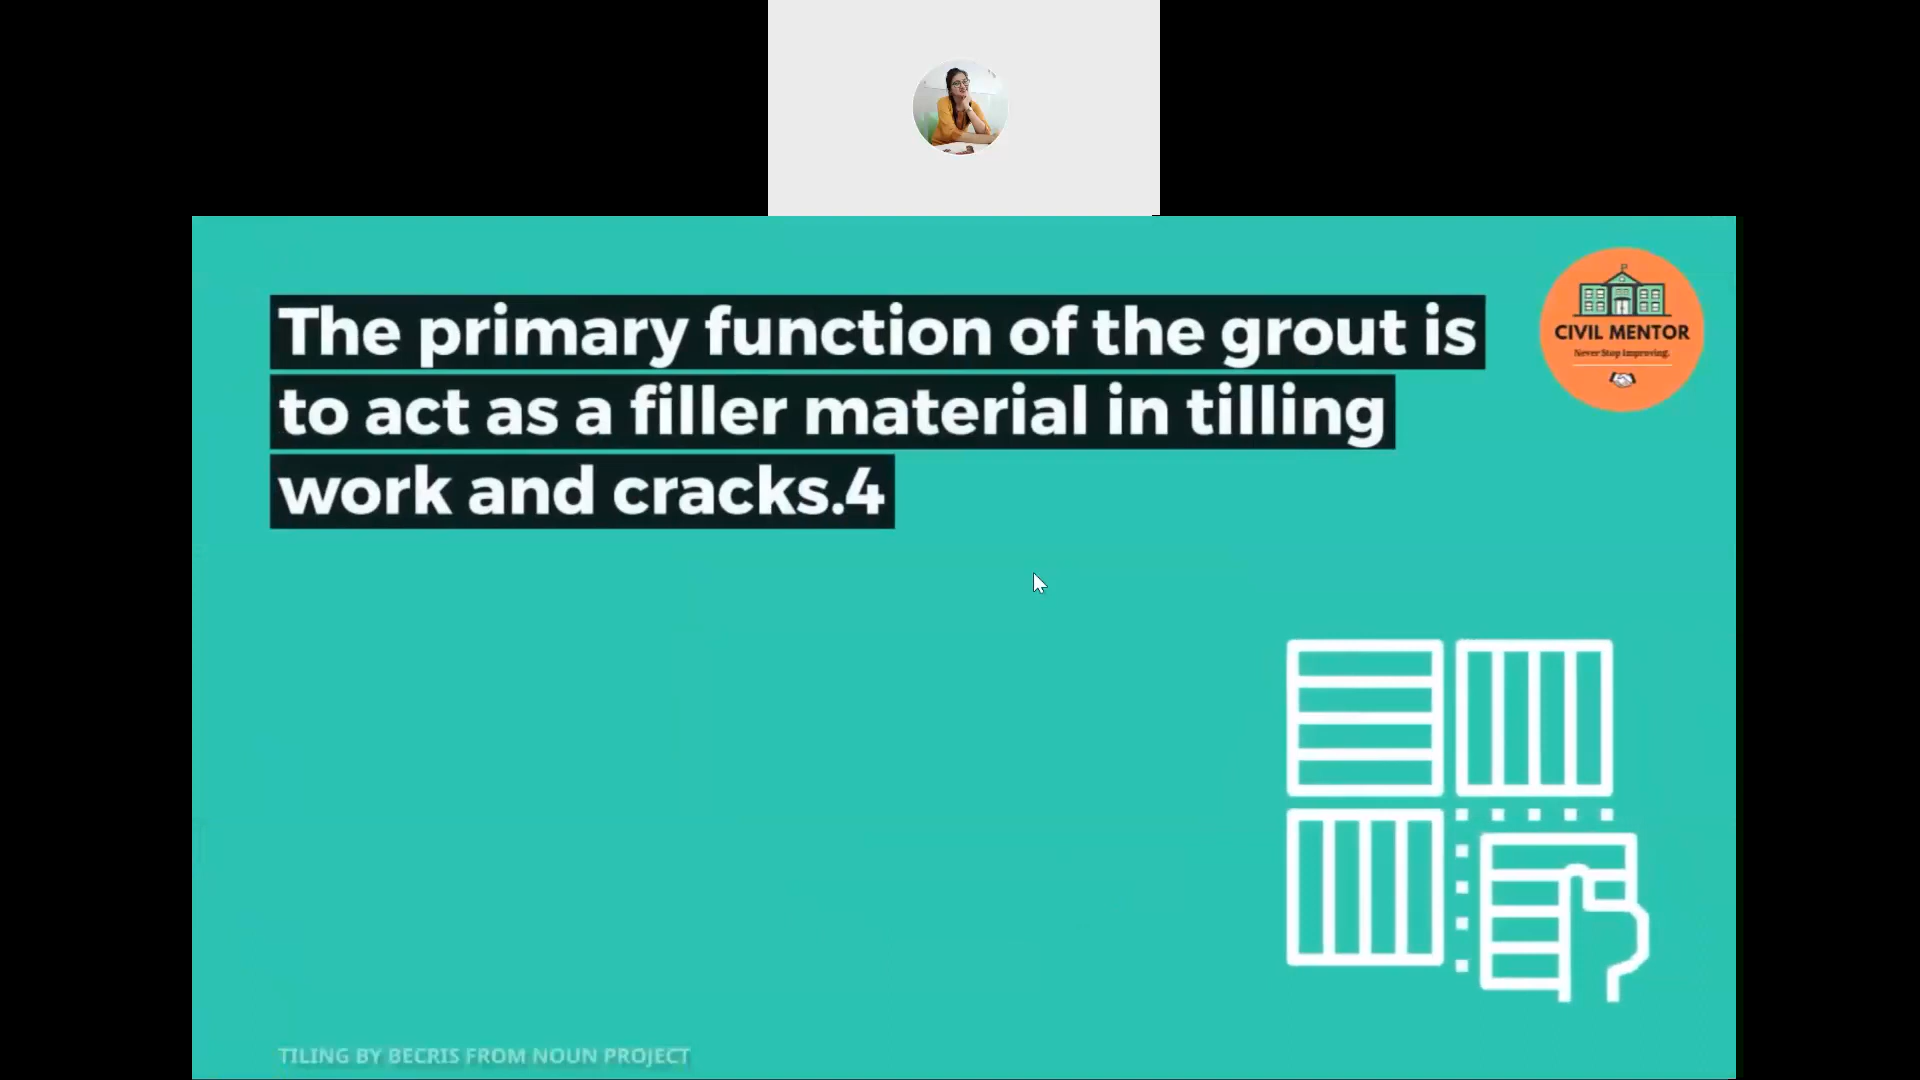 The primary function of the grout is
to act as a filler material in tilling
work and cracks.4
CIVIL MENTOR
Never Stop Improving.
TILING BY BECRIS FROM NOUN PROJECT